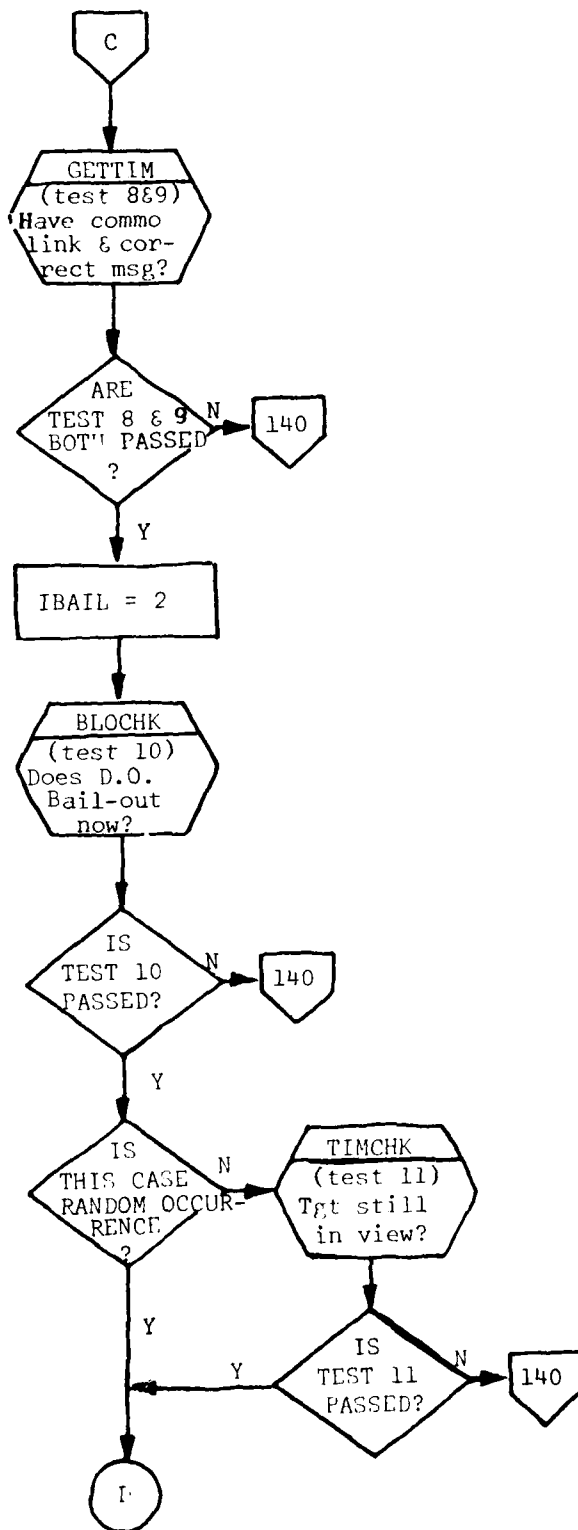 C
GETTIM
(test 8&9)
Have commo
link & cor-
rect msg?
ARE
TEST 8 & 9
BOTH PASSED
?
N
140
Y
IBAIL = 2
BLOCHK
(test 10)
Does D.O.
Bail-out
now?
IS
TEST 10
PASSED?
N
140
Y
IS
THIS CASE
RANDOM OCCUR-
RENCE
?
N
TIMCHK
(test 11)
Tgt still
in view?
Y
IS
TEST 11
PASSED?
N
140
Y